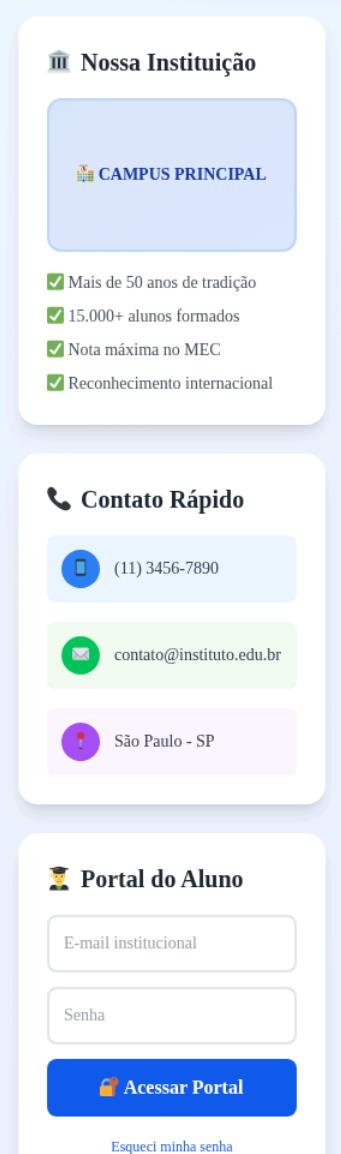 🏛️ Nossa Instituição
🏫 CAMPUS PRINCIPAL
✅ Mais de 50 anos de tradição
✅ 15.000+ alunos formados
✅ Nota máxima no MEC
✅ Reconhecimento internacional
📞 Contato Rápido
📱 (11) 3456-7890
✉️ contato@instituto.edu.br
📍 São Paulo - SP
👨‍🎓 Portal do Aluno
E-mail institucional
Senha
🔐 Acessar Portal
Esqueci minha senha